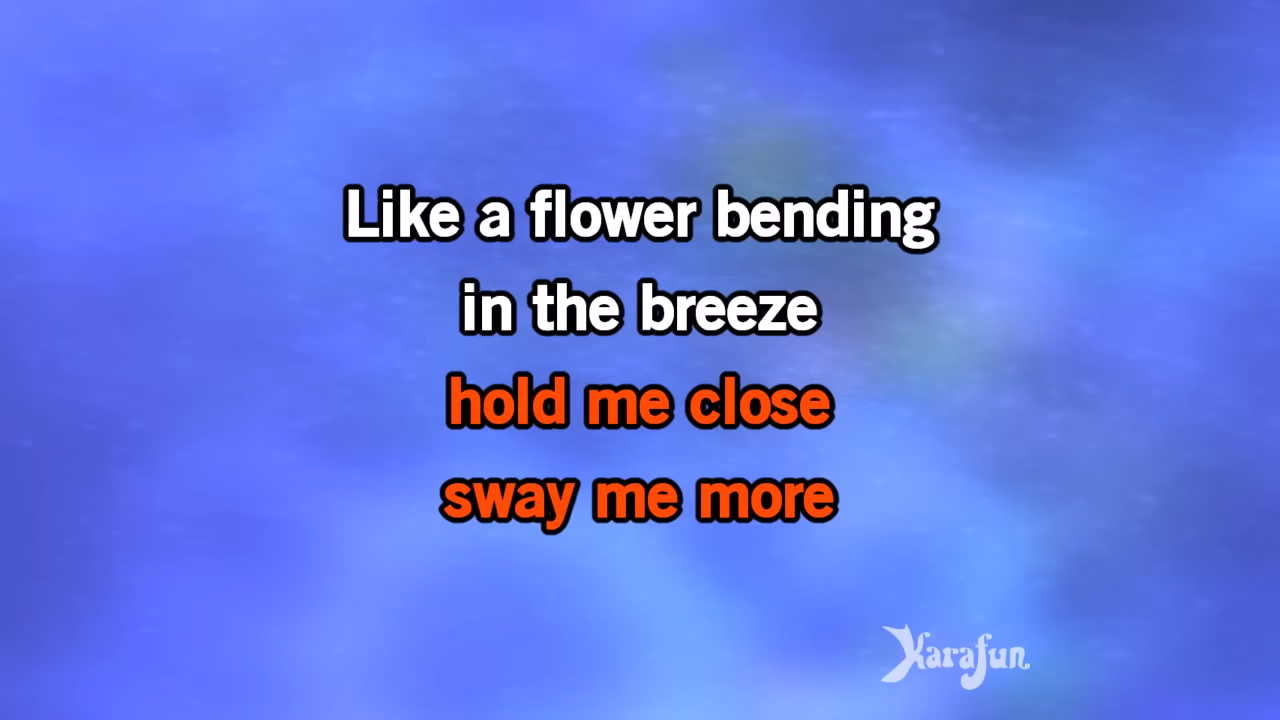 Like a flower bending
in the breeze
hold me close
sway me more
Karafun